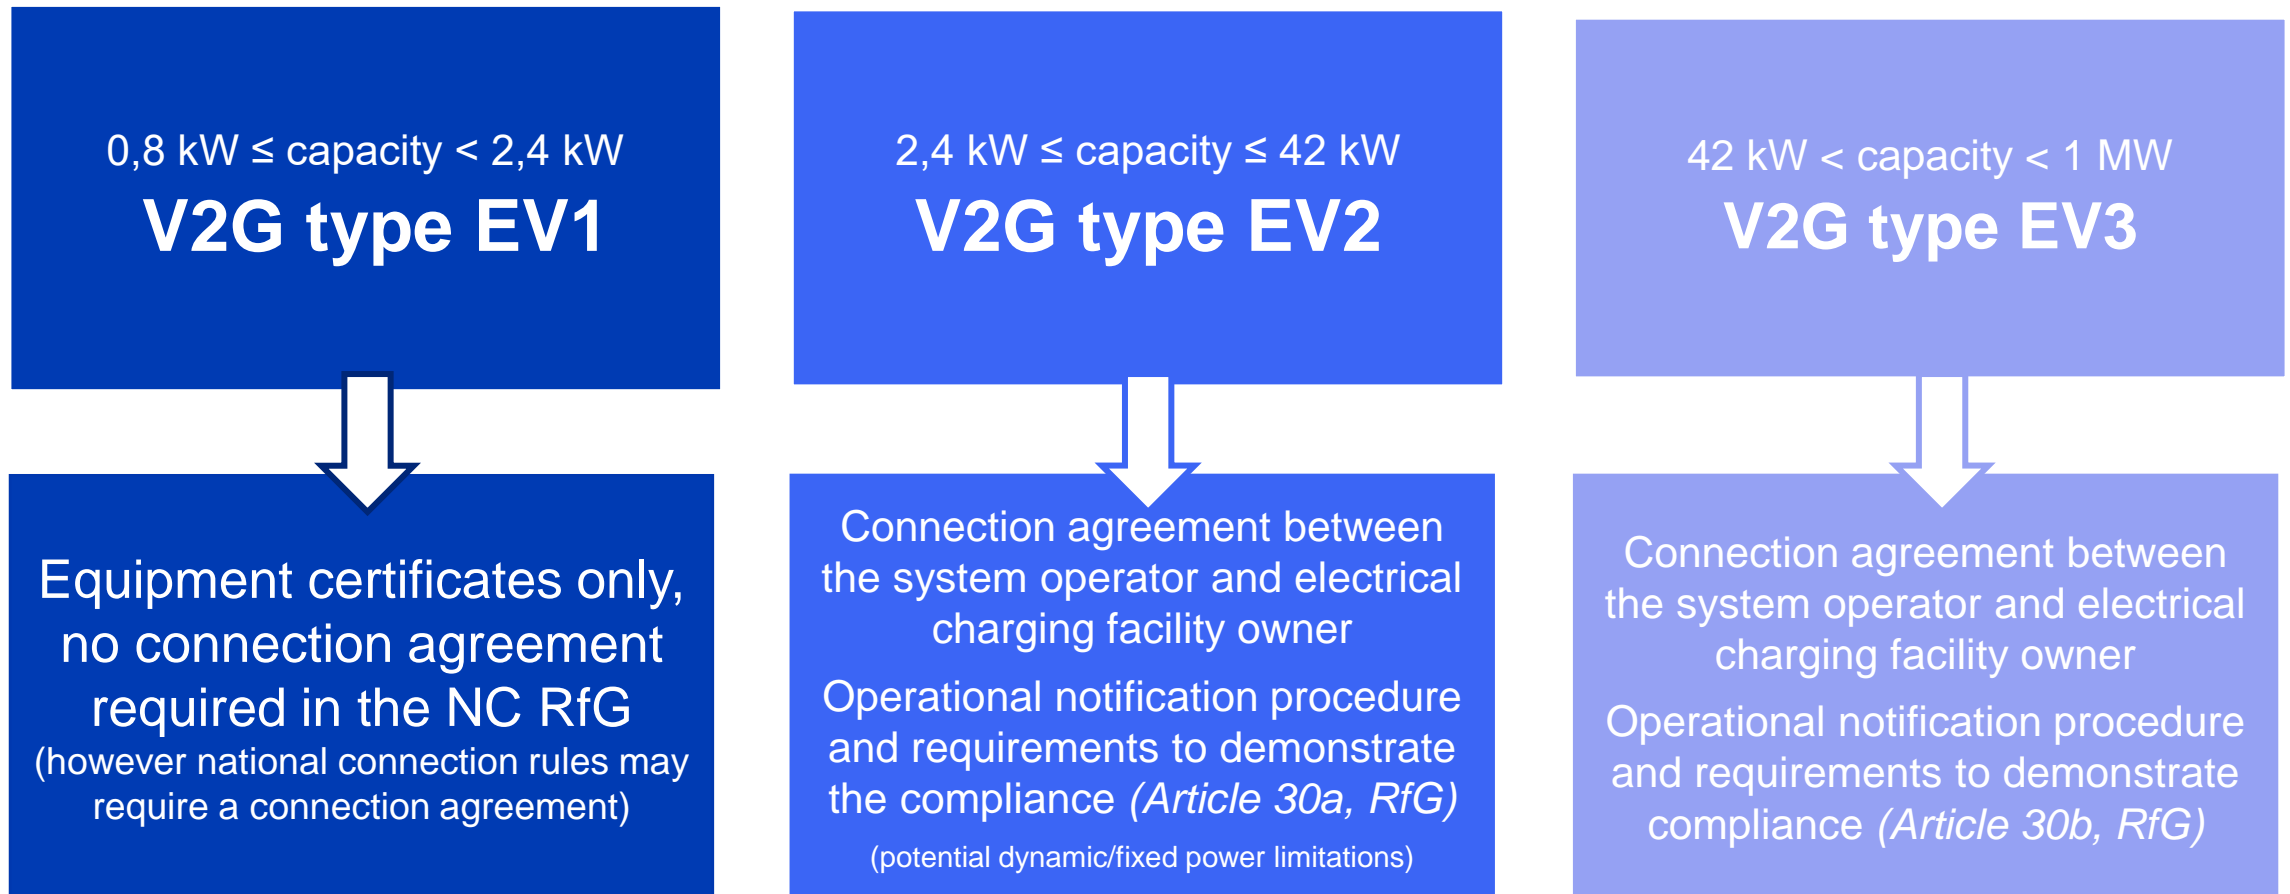 0,8 kW ≤ capacity < 2,4 kW
V2G type EV1
2,4 kW ≤ capacity ≤ 42 kW
V2G type EV2
42 kW < capacity < 1 MW
V2G type EV3
Equipment certificates only,
no connection agreement
required in the NC RfG
(however national connection rules may
require a connection agreement)
Connection agreement between
the system operator and electrical
charging facility owner
Operational notification procedure
and requirements to demonstrate
the compliance (Article 30a, RfG)
(potential dynamic/fixed power limitations)
Connection agreement between
the system operator and electrical
charging facility owner
Operational notification procedure
and requirements to demonstrate
compliance (Article 30b, RfG)